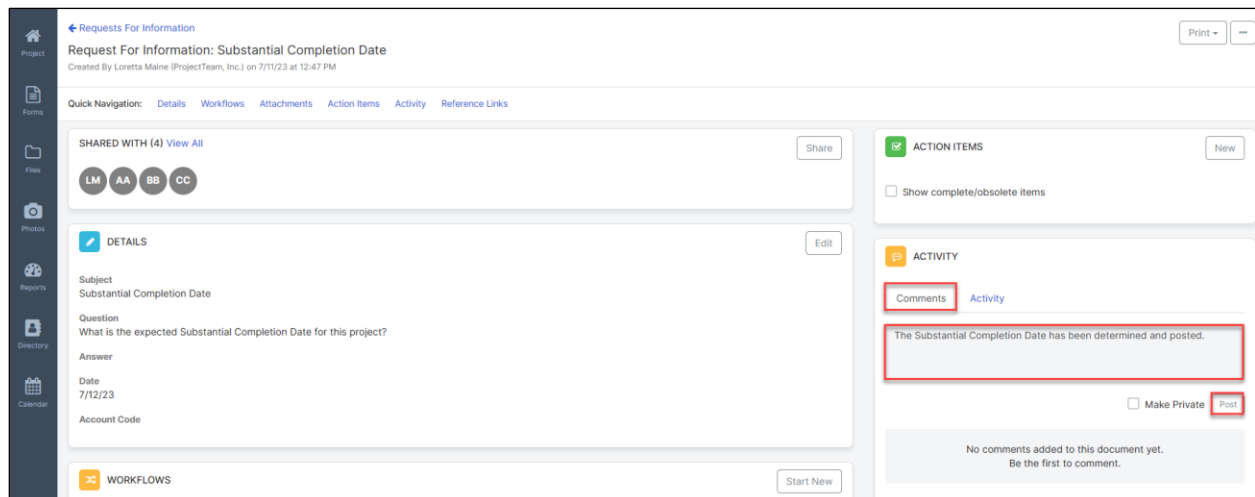 Project
Forms
Files
Photos
Reports
Directory
Calendar
Requests For Information
Request For Information: Substantial Completion Date
Created By Loretta Maine (ProjectTeam, Inc.) on 7/11/23 at 12:47 PM
Print
Quick Navigation: Details Workflows Attachments Action Items Activity Reference Links
SHARED WITH (4) View All
Share
LM AA BB CC
DETAILS
Edit
Subject
Substantial Completion Date
Question
What is the expected Substantial Completion Date for this project?
Answer
Date
7/12/23
Account Code
WORKFLOWS
Start New
ACTION ITEMS
New
Show complete/obsolete items
ACTIVITY
Comments Activity
The Substantial Completion Date has been determined and posted.
Make Private Post
No comments added to this document yet.
Be the first to comment.